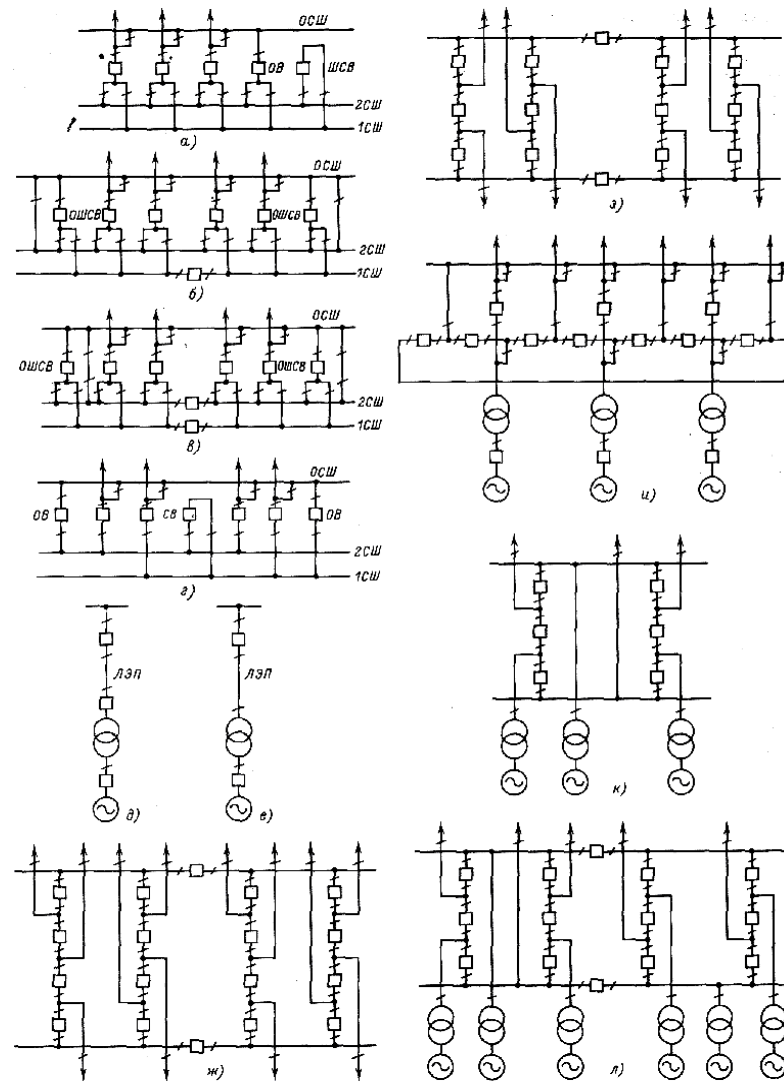 ОСШ
ОВ
ШСВ
2СШ
1СШ
а)
ОСШ
ОШСВ
ОШСВ
2СШ
1СШ
б)
ОСШ
ОШСВ
ОШСВ
2СШ
1СШ
в)
ОСШ
ОВ
СВ
ОВ
2СШ
1СШ
г)
ЛЭП
д)
ЛЭП
е)
ж)
з)
и)
к)
л)